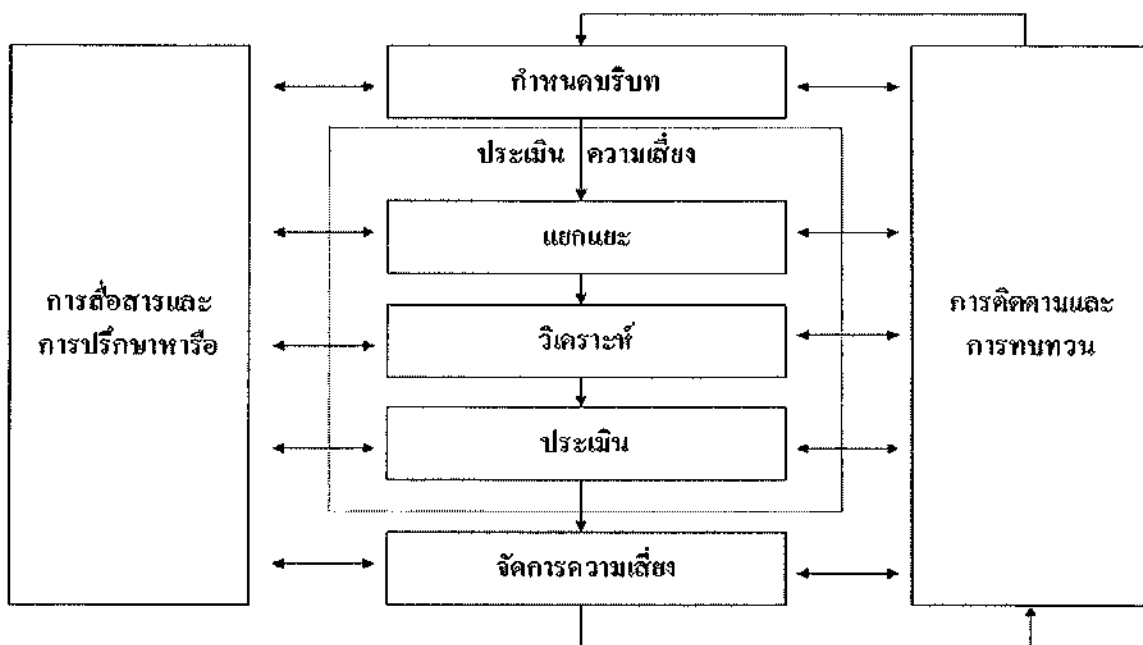 กำหนดบริบท
ประเมิน ความเสี่ยง
แยกแยะ
การสื่อสารและ
การปรึกษาหารือ
วิเคราะห์
การติดตามและ
การทบทวน
ประเมิน
จัดการความเสี่ยง